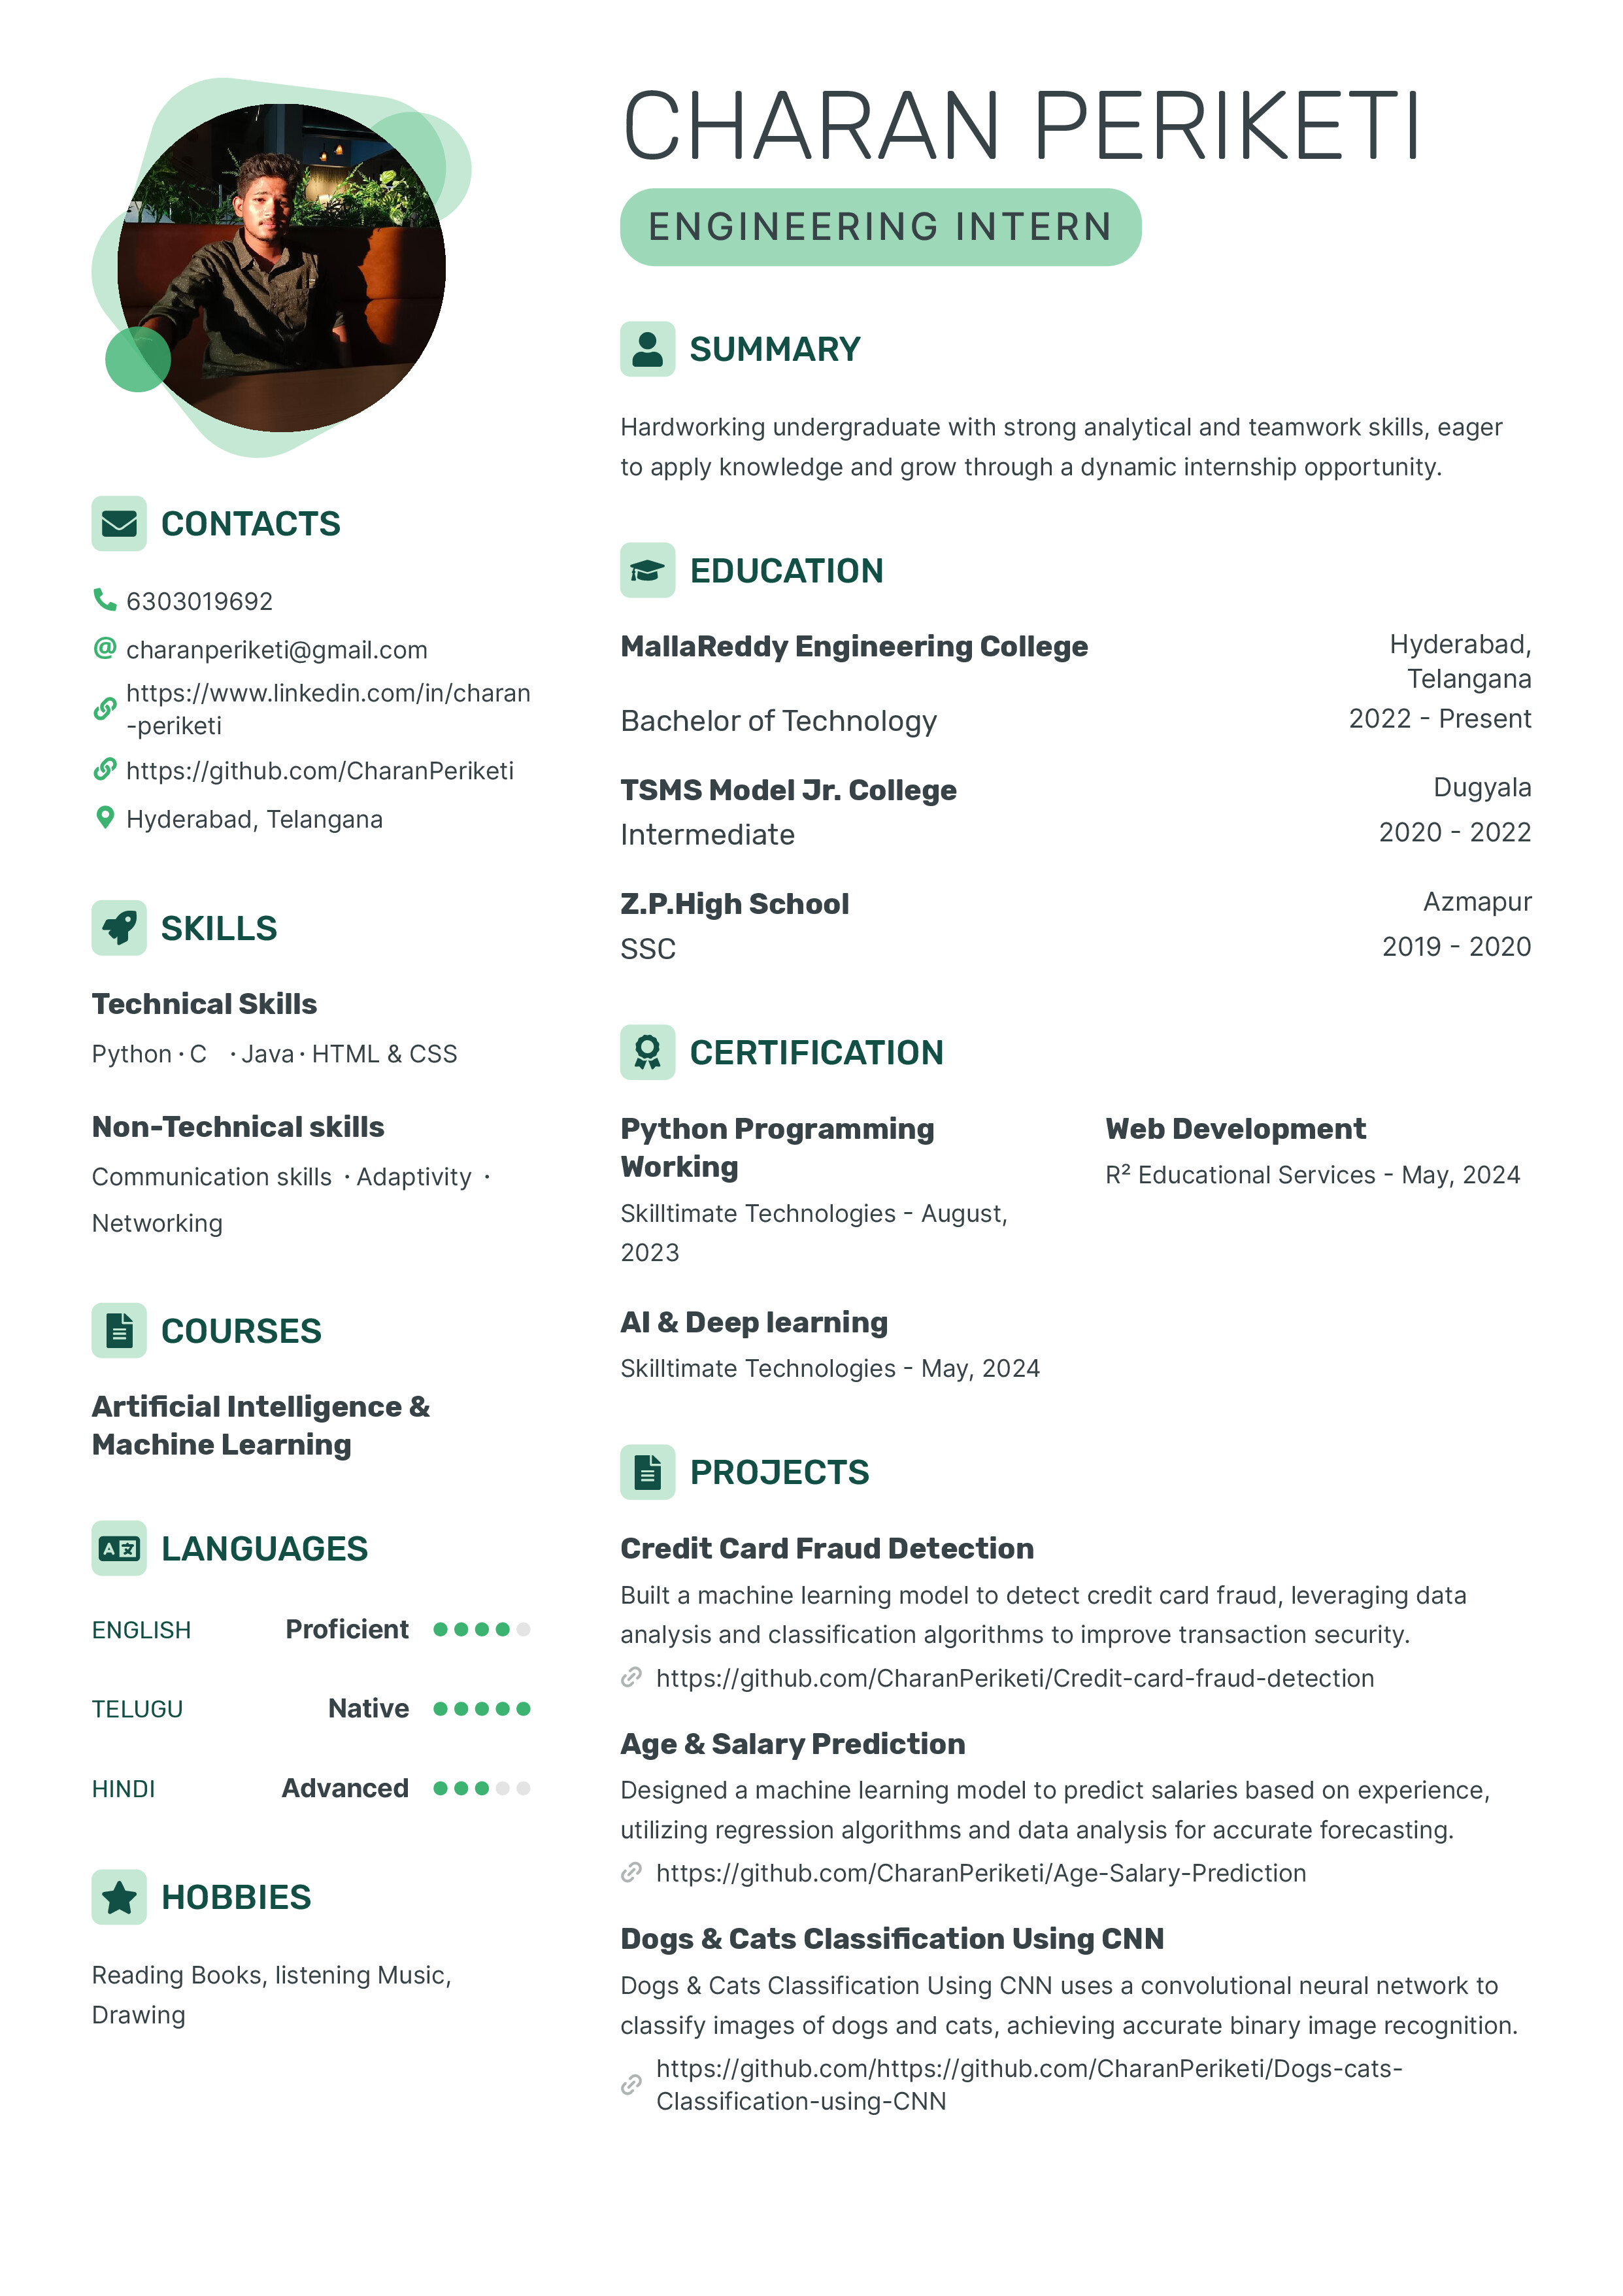 CHARAN PERIKETI
ENGINEERING INTERN
CONTACTS
6303019692
charanperiketi@gmail.com
https://www.linkedin.com/in/charan
-periketi
https://github.com/CharanPeriketi
Hyderabad, Telangana
SKILLS
Technical Skills
Python · C · Java · HTML & CSS
Non-Technical skills
Communication skills · Adaptivity ·
Networking
COURSES
Artificial Intelligence &
Machine Learning
LANGUAGES
ENGLISH Proficient
TELUGU Native
HINDI Advanced
HOBBIES
Reading Books, listening Music,
Drawing
SUMMARY
Hardworking undergraduate with strong analytical and teamwork skills, eager
to apply knowledge and grow through a dynamic internship opportunity.
EDUCATION
MallaReddy Engineering College Hyderabad,
Telangana
Bachelor of Technology 2022 - Present
TSMS Model Jr. College Dugyala
Intermediate 2020 - 2022
Z.P.High School Azmapur
SSC 2019 - 2020
CERTIFICATION
Python Programming
Working
Skilltimate Technologies - August,
2023
Web Development
R² Educational Services - May, 2024
AI & Deep learning
Skilltimate Technologies - May, 2024
PROJECTS
Credit Card Fraud Detection
Built a machine learning model to detect credit card fraud, leveraging data
analysis and classification algorithms to improve transaction security.
https://github.com/CharanPeriketi/Credit-card-fraud-detection
Age & Salary Prediction
Designed a machine learning model to predict salaries based on experience,
utilizing regression algorithms and data analysis for accurate forecasting.
https://github.com/CharanPeriketi/Age-Salary-Prediction
Dogs & Cats Classification Using CNN
Dogs & Cats Classification Using CNN uses a convolutional neural network to
classify images of dogs and cats, achieving accurate binary image recognition.
https://github.com/https://github.com/CharanPeriketi/Dogs-cats-
Classification-using-CNN